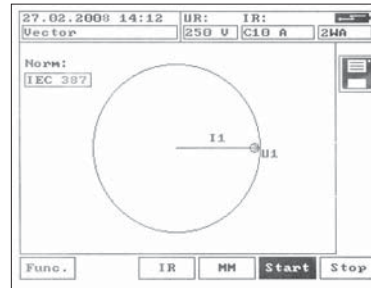 27.02.2008 14:12 UR: IR:
Vector 250 V C10 A 2WA
Norm:
IEC 387
I1
U1
Func. IR MM Start Stop